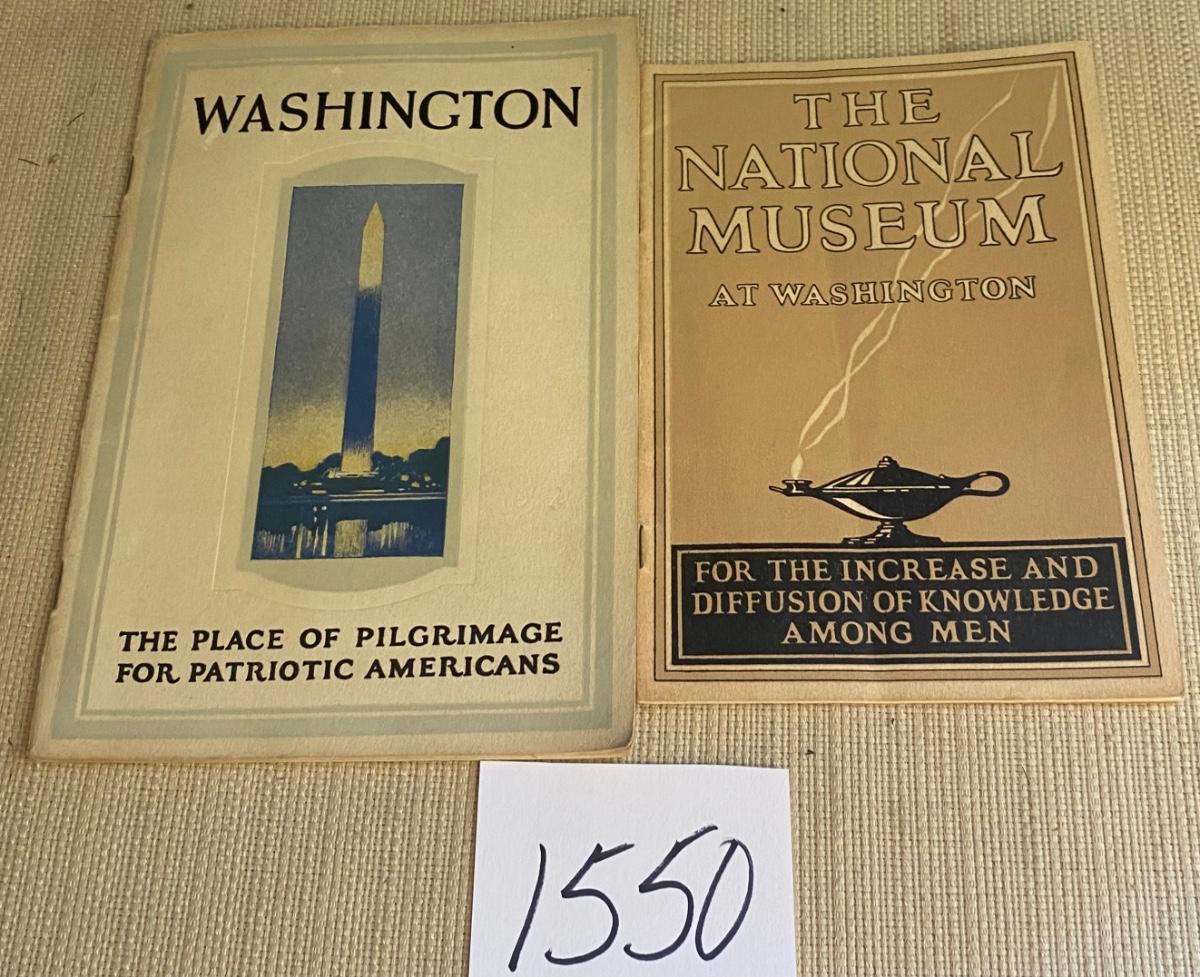 WASHINGTON
THE PLACE OF PILGRIMAGE
FOR PATRIOTIC AMERICANS
THE
NATIONAL
MUSEUM
AT WASHINGTON
FOR THE INCREASE AND
DIFFUSION OF KNOWLEDGE
AMONG MEN
1550